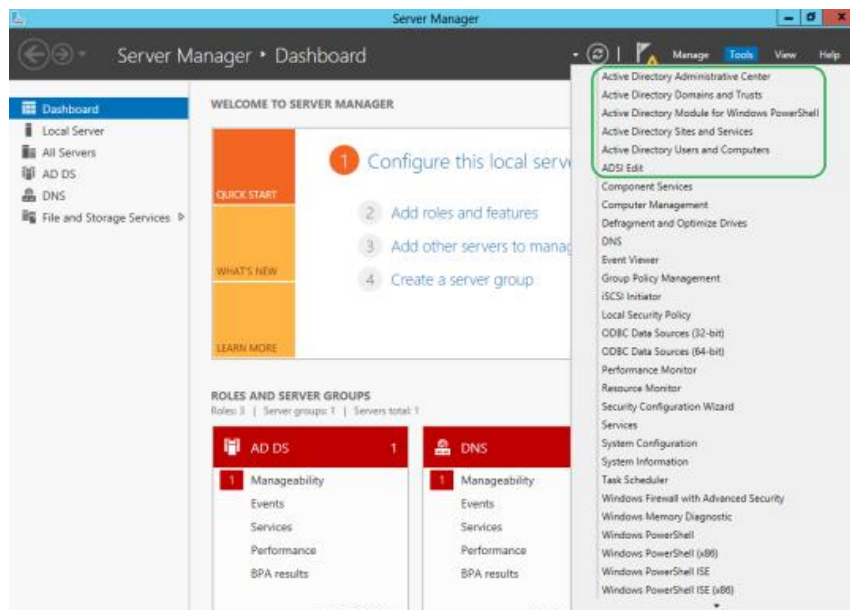 Server Manager
Server Manager • Dashboard
Manage Tools View Help
Dashboard
Local Server
All Servers
AD DS
DNS
File and Storage Services
WELCOME TO SERVER MANAGER
QUICK START
WHAT'S NEW
LEARN MORE
1 Configure this local serv
2 Add roles and features
3 Add other servers to manag
4 Create a server group
ROLES AND SERVER GROUPS
Roles: 3 | Server groups: 1 | Servers total: 1
AD DS 1
1 Manageability
Events
Services
Performance
BPA results
DNS
1 Manageability
Events
Services
Performance
BPA results
Active Directory Administrative Center
Active Directory Domains and Trusts
Active Directory Module for Windows PowerShell
Active Directory Sites and Services
Active Directory Users and Computers
ADSI Edit
Component Services
Computer Management
Defragment and Optimize Drives
DNS
Event Viewer
Group Policy Management
iSCSI Initiator
Local Security Policy
ODBC Data Sources (32-bit)
ODBC Data Sources (64-bit)
Performance Monitor
Resource Monitor
Security Configuration Wizard
Services
System Configuration
System Information
Task Scheduler
Windows Firewall with Advanced Security
Windows Memory Diagnostic
Windows PowerShell
Windows PowerShell (x86)
Windows PowerShell ISE
Windows PowerShell ISE (x86)